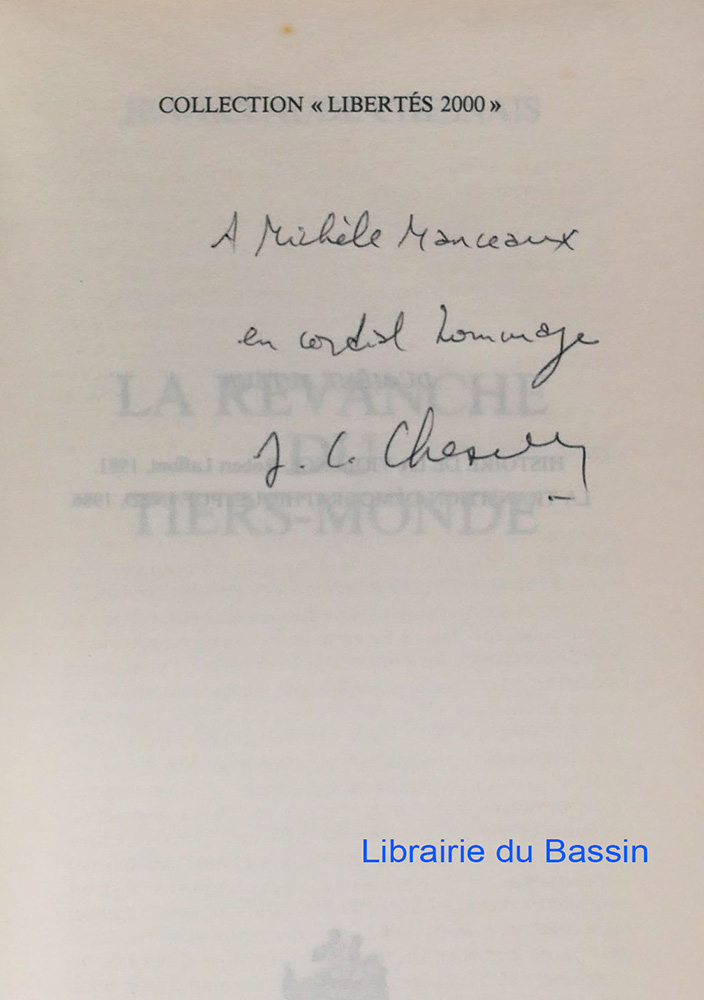 COLLECTION « LIBERTÉS 2000 »
A Michèle Manceaux
en cordial hommage
J. C. Chesnais
LA REVANCHE
DU
TIERS-MONDE
Librairie du Bassin